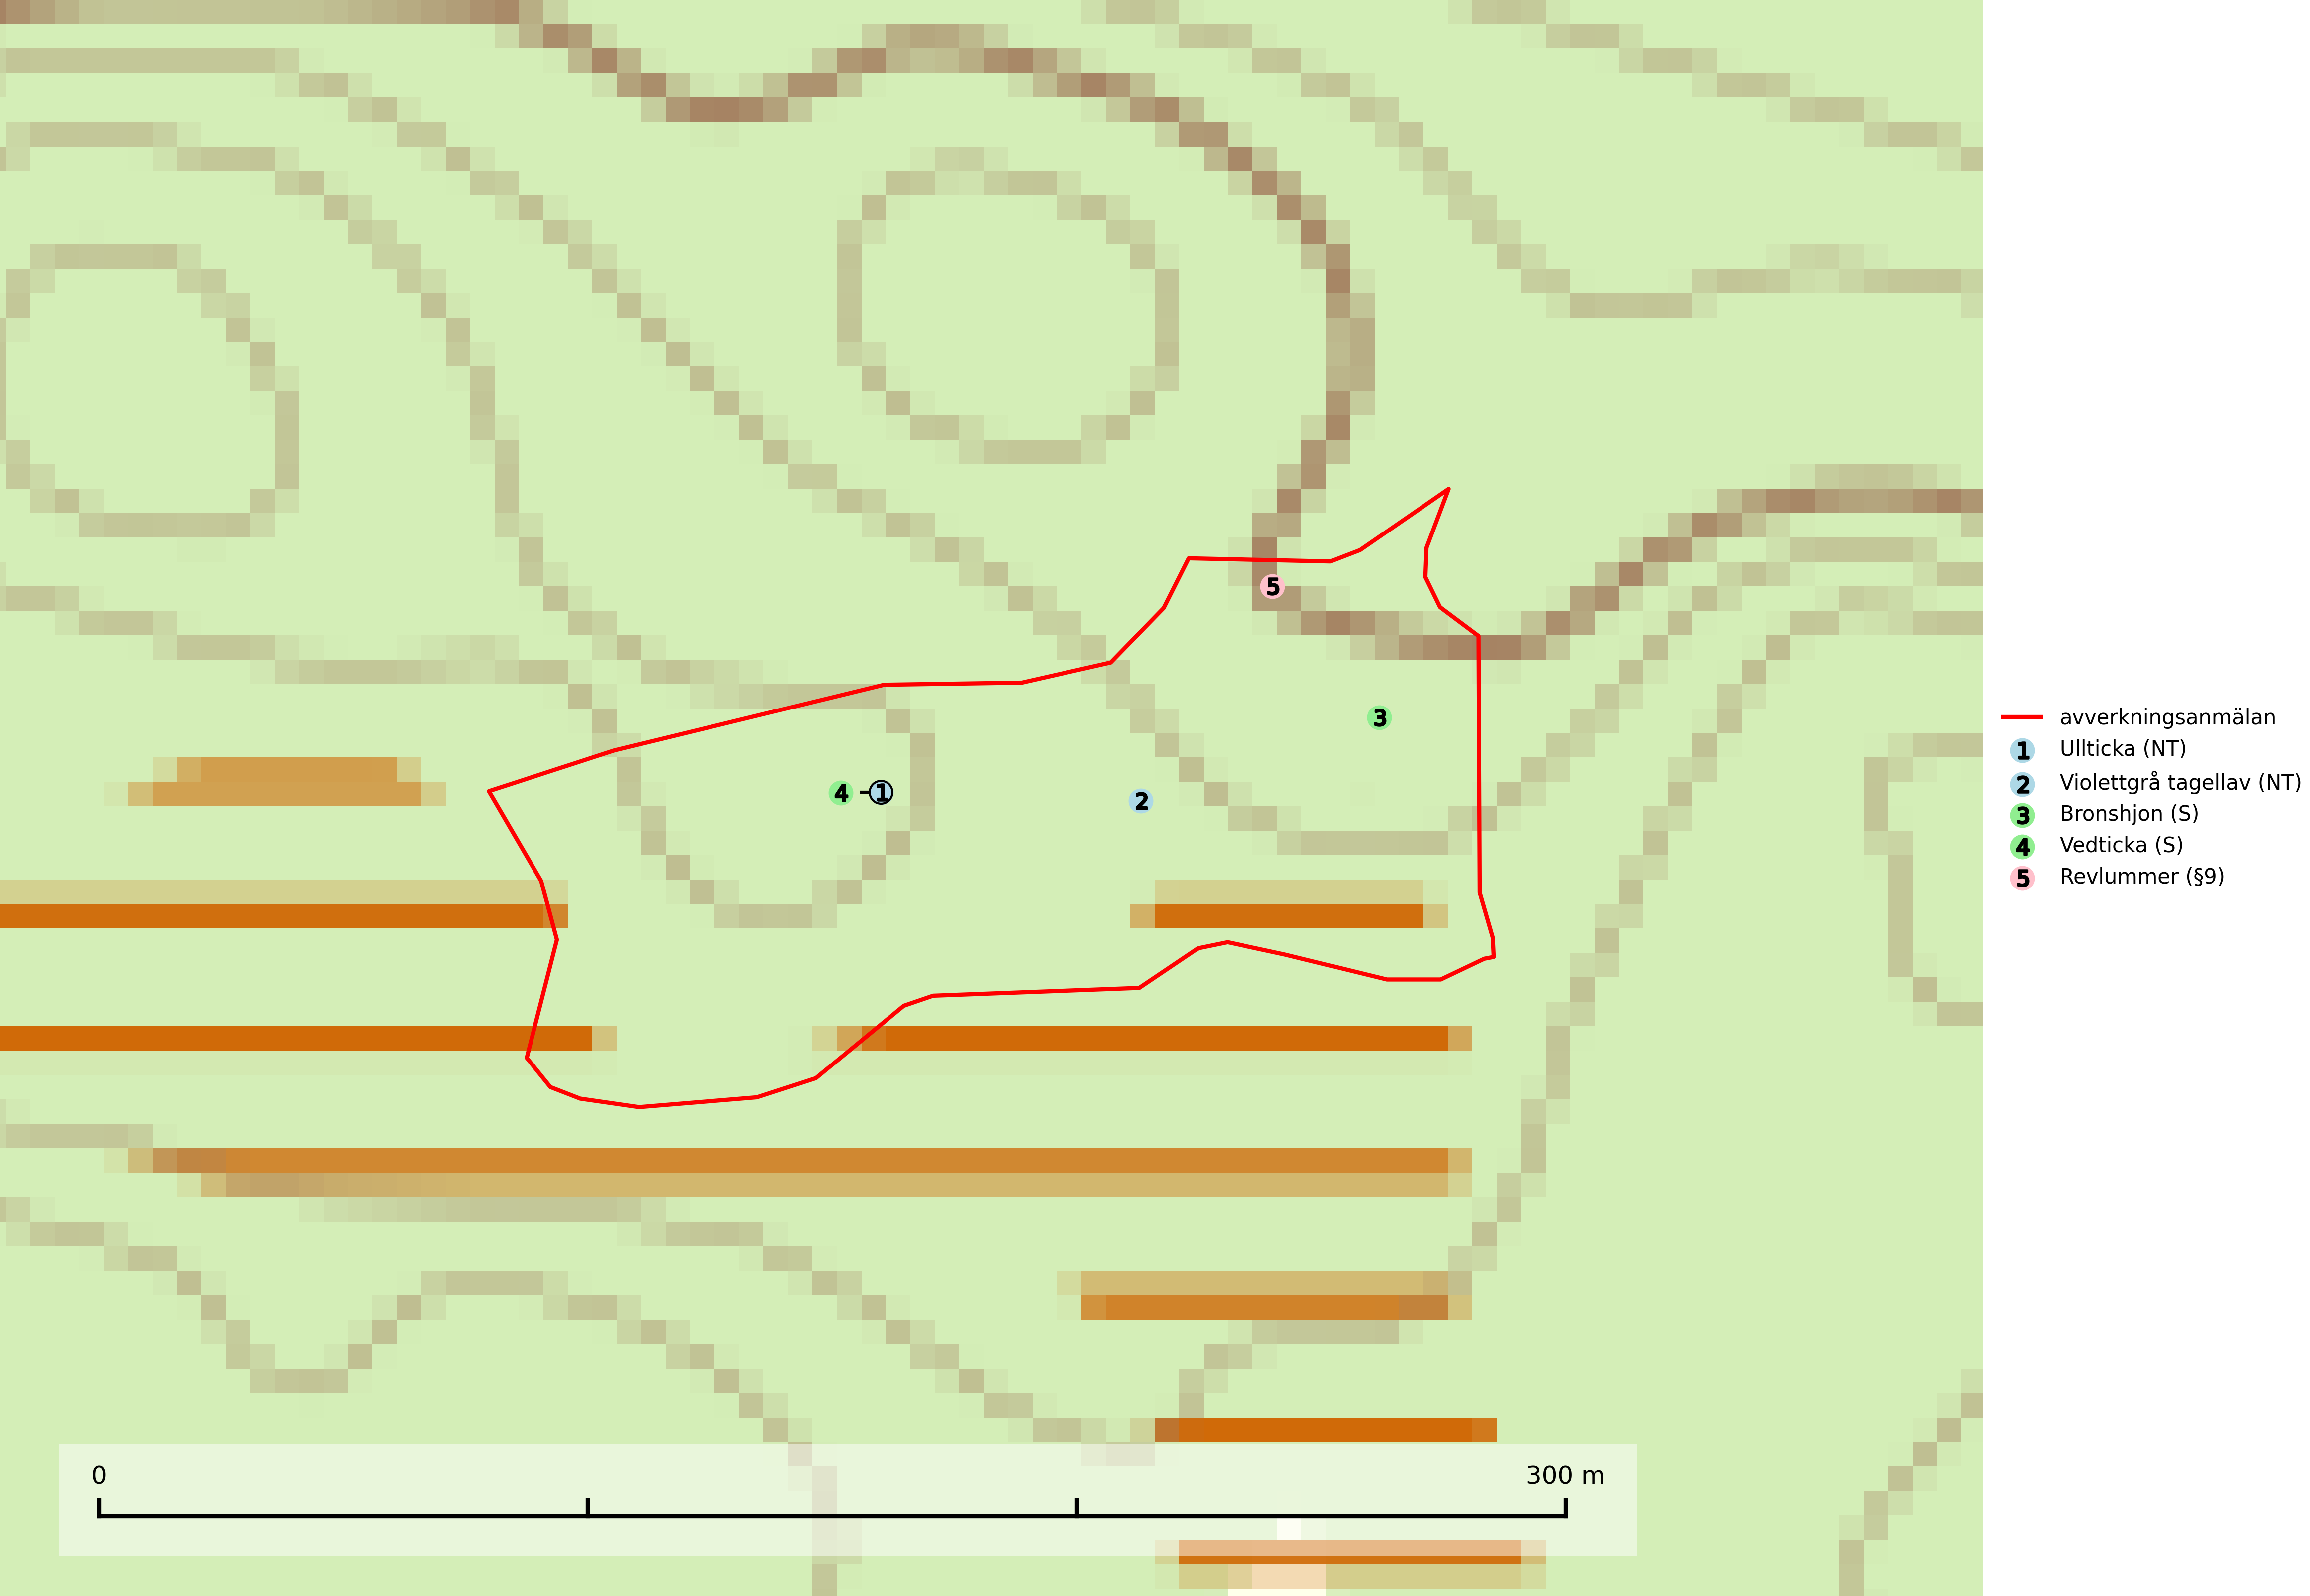 5
3
4
1
2
avverkningsanmälan
1 Ullticka (NT)
2 Violettgrå tagellav (NT)
3 Bronshjon (S)
4 Vedticka (S)
5 Revlummer (§9)
0 300 m